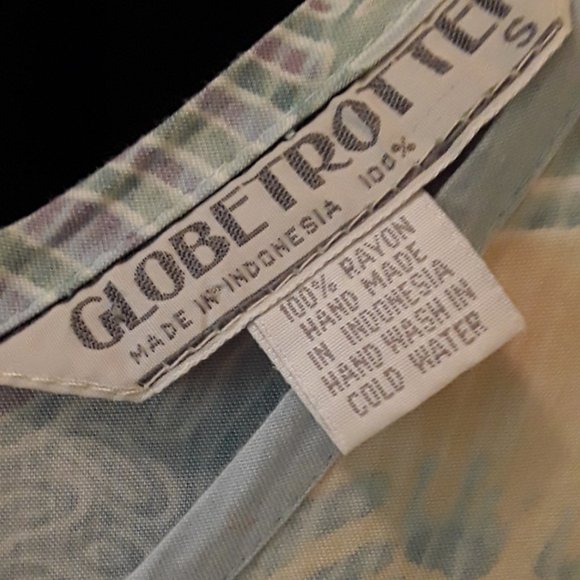 GLOBETROTTER
S
MADE IN INDONESIA 100%
100% RAYON
HAND MADE
IN INDONESIA
HAND WASH IN
COLD WATER